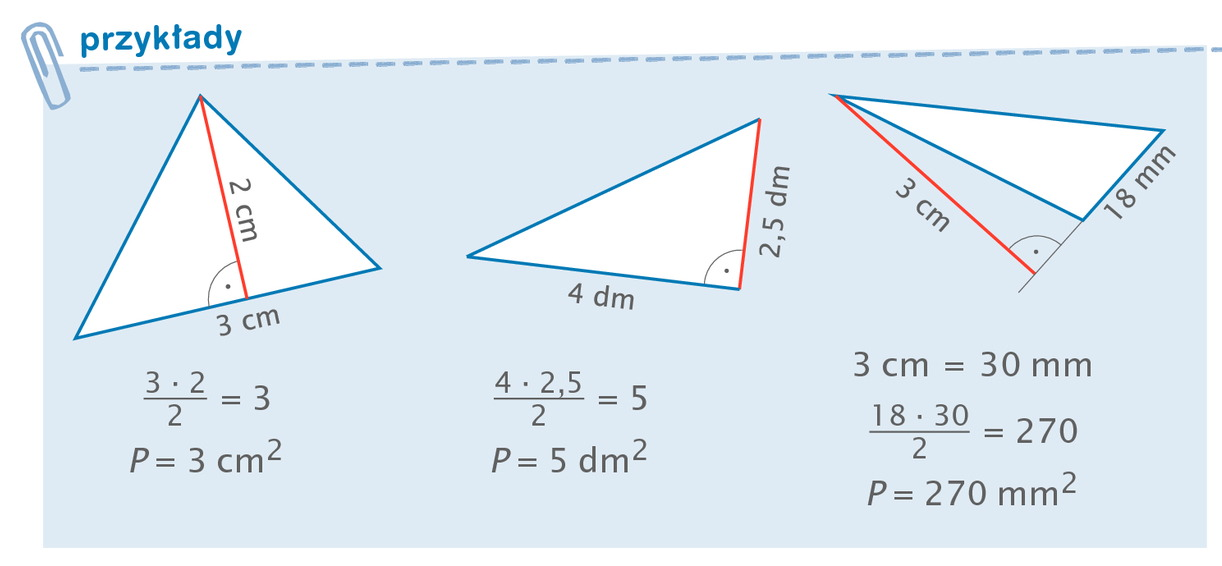 przykłady
2 cm
3 cm
3 · 2
2
= 3
P = 3 cm²
4 dm
2,5 dm
4 · 2,5
2
= 5
P = 5 dm²
3 cm
18 mm
3 cm = 30 mm
18 · 30
2
= 270
P = 270 mm²